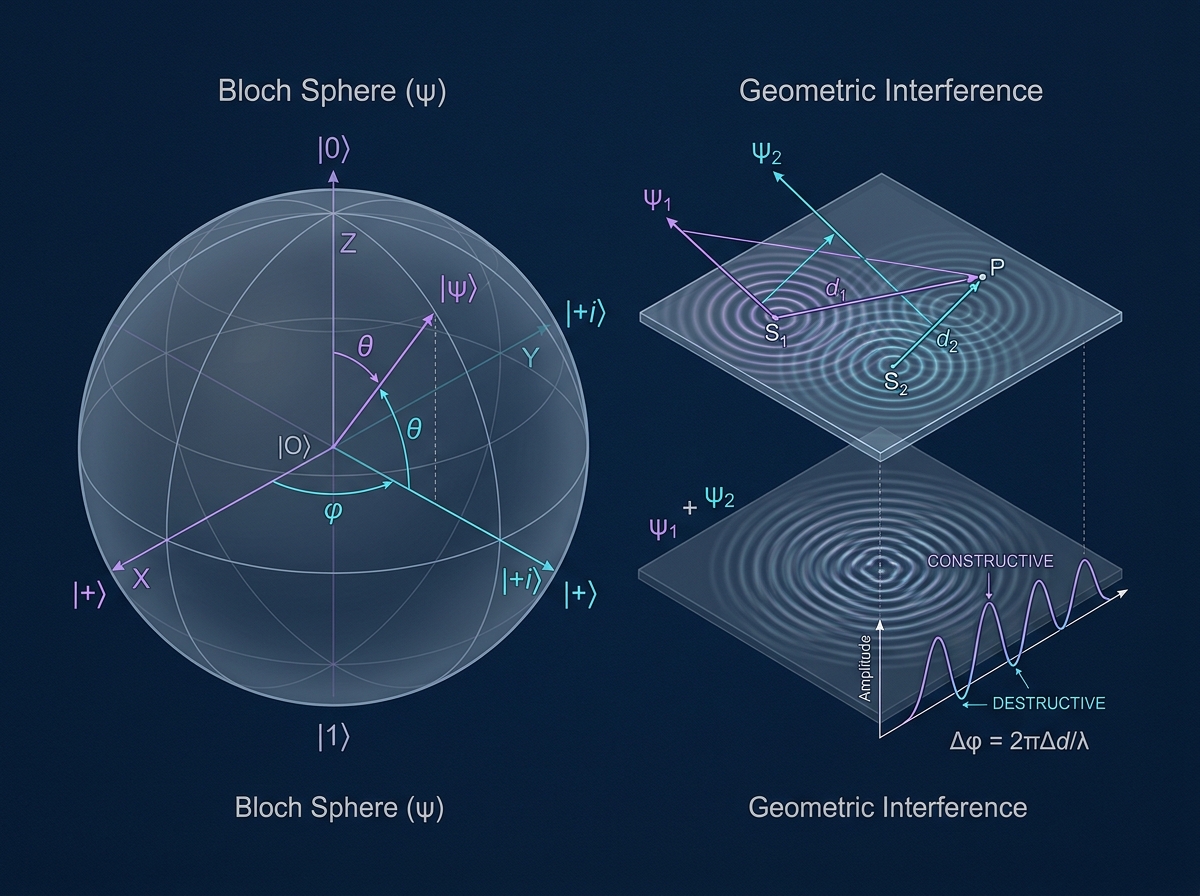 Bloch Sphere (ψ)
|0⟩
Z
|ψ⟩
θ
|+i⟩
Y
θ
|O⟩
φ
X
|+⟩
|+i⟩
|+⟩
|1⟩
Bloch Sphere (ψ)
Geometric Interference
Ψ₂
Ψ₁
P
d₁
S₁
d₂
S₂
Ψ₁ + Ψ₂
CONSTRUCTIVE
Amplitude
DESTRUCTIVE
Δφ = 2πΔd/λ
Geometric Interference